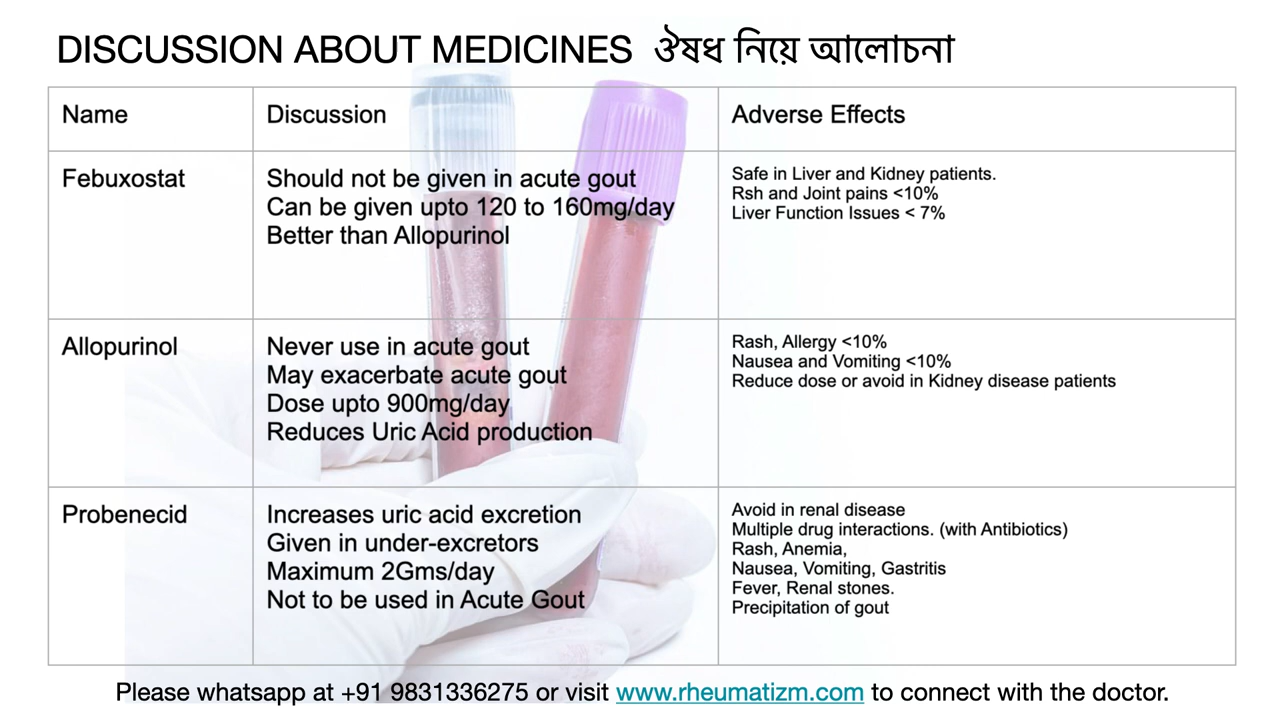 DISCUSSION ABOUT MEDICINES ঔষধ নিয়ে আলোচনা
Name
Discussion
Adverse Effects
Febuxostat
Should not be given in acute gout
Can be given upto 120 to 160mg/day
Better than Allopurinol
Safe in Liver and Kidney patients.
Rsh and Joint pains <10%
Liver Function Issues < 7%
Allopurinol
Never use in acute gout
May exacerbate acute gout
Dose upto 900mg/day
Reduces Uric Acid production
Rash, Allergy <10%
Nausea and Vomiting <10%
Reduce dose or avoid in Kidney disease patients
Probenecid
Increases uric acid excretion
Given in under-excretors
Maximum 2Gms/day
Not to be used in Acute Gout
Avoid in renal disease
Multiple drug interactions. (with Antibiotics)
Rash, Anemia,
Nausea, Vomiting, Gastritis
Fever, Renal stones.
Precipitation of gout
Please whatsapp at +91 9831336275 or visit www.rheumatizm.com to connect with the doctor.